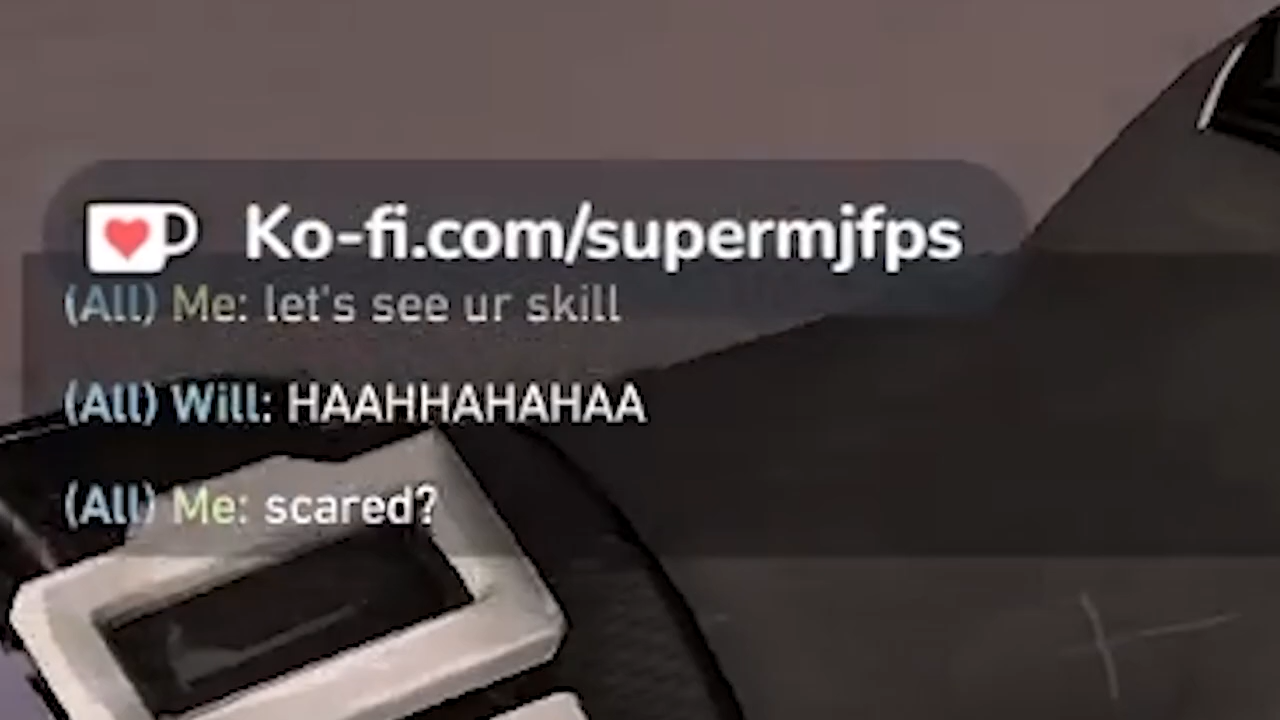 Ko-fi.com/supermjfps
(All) Me: let's see ur skill
(All) Will: HAAHHAHAHAA
(All) Me: scared?